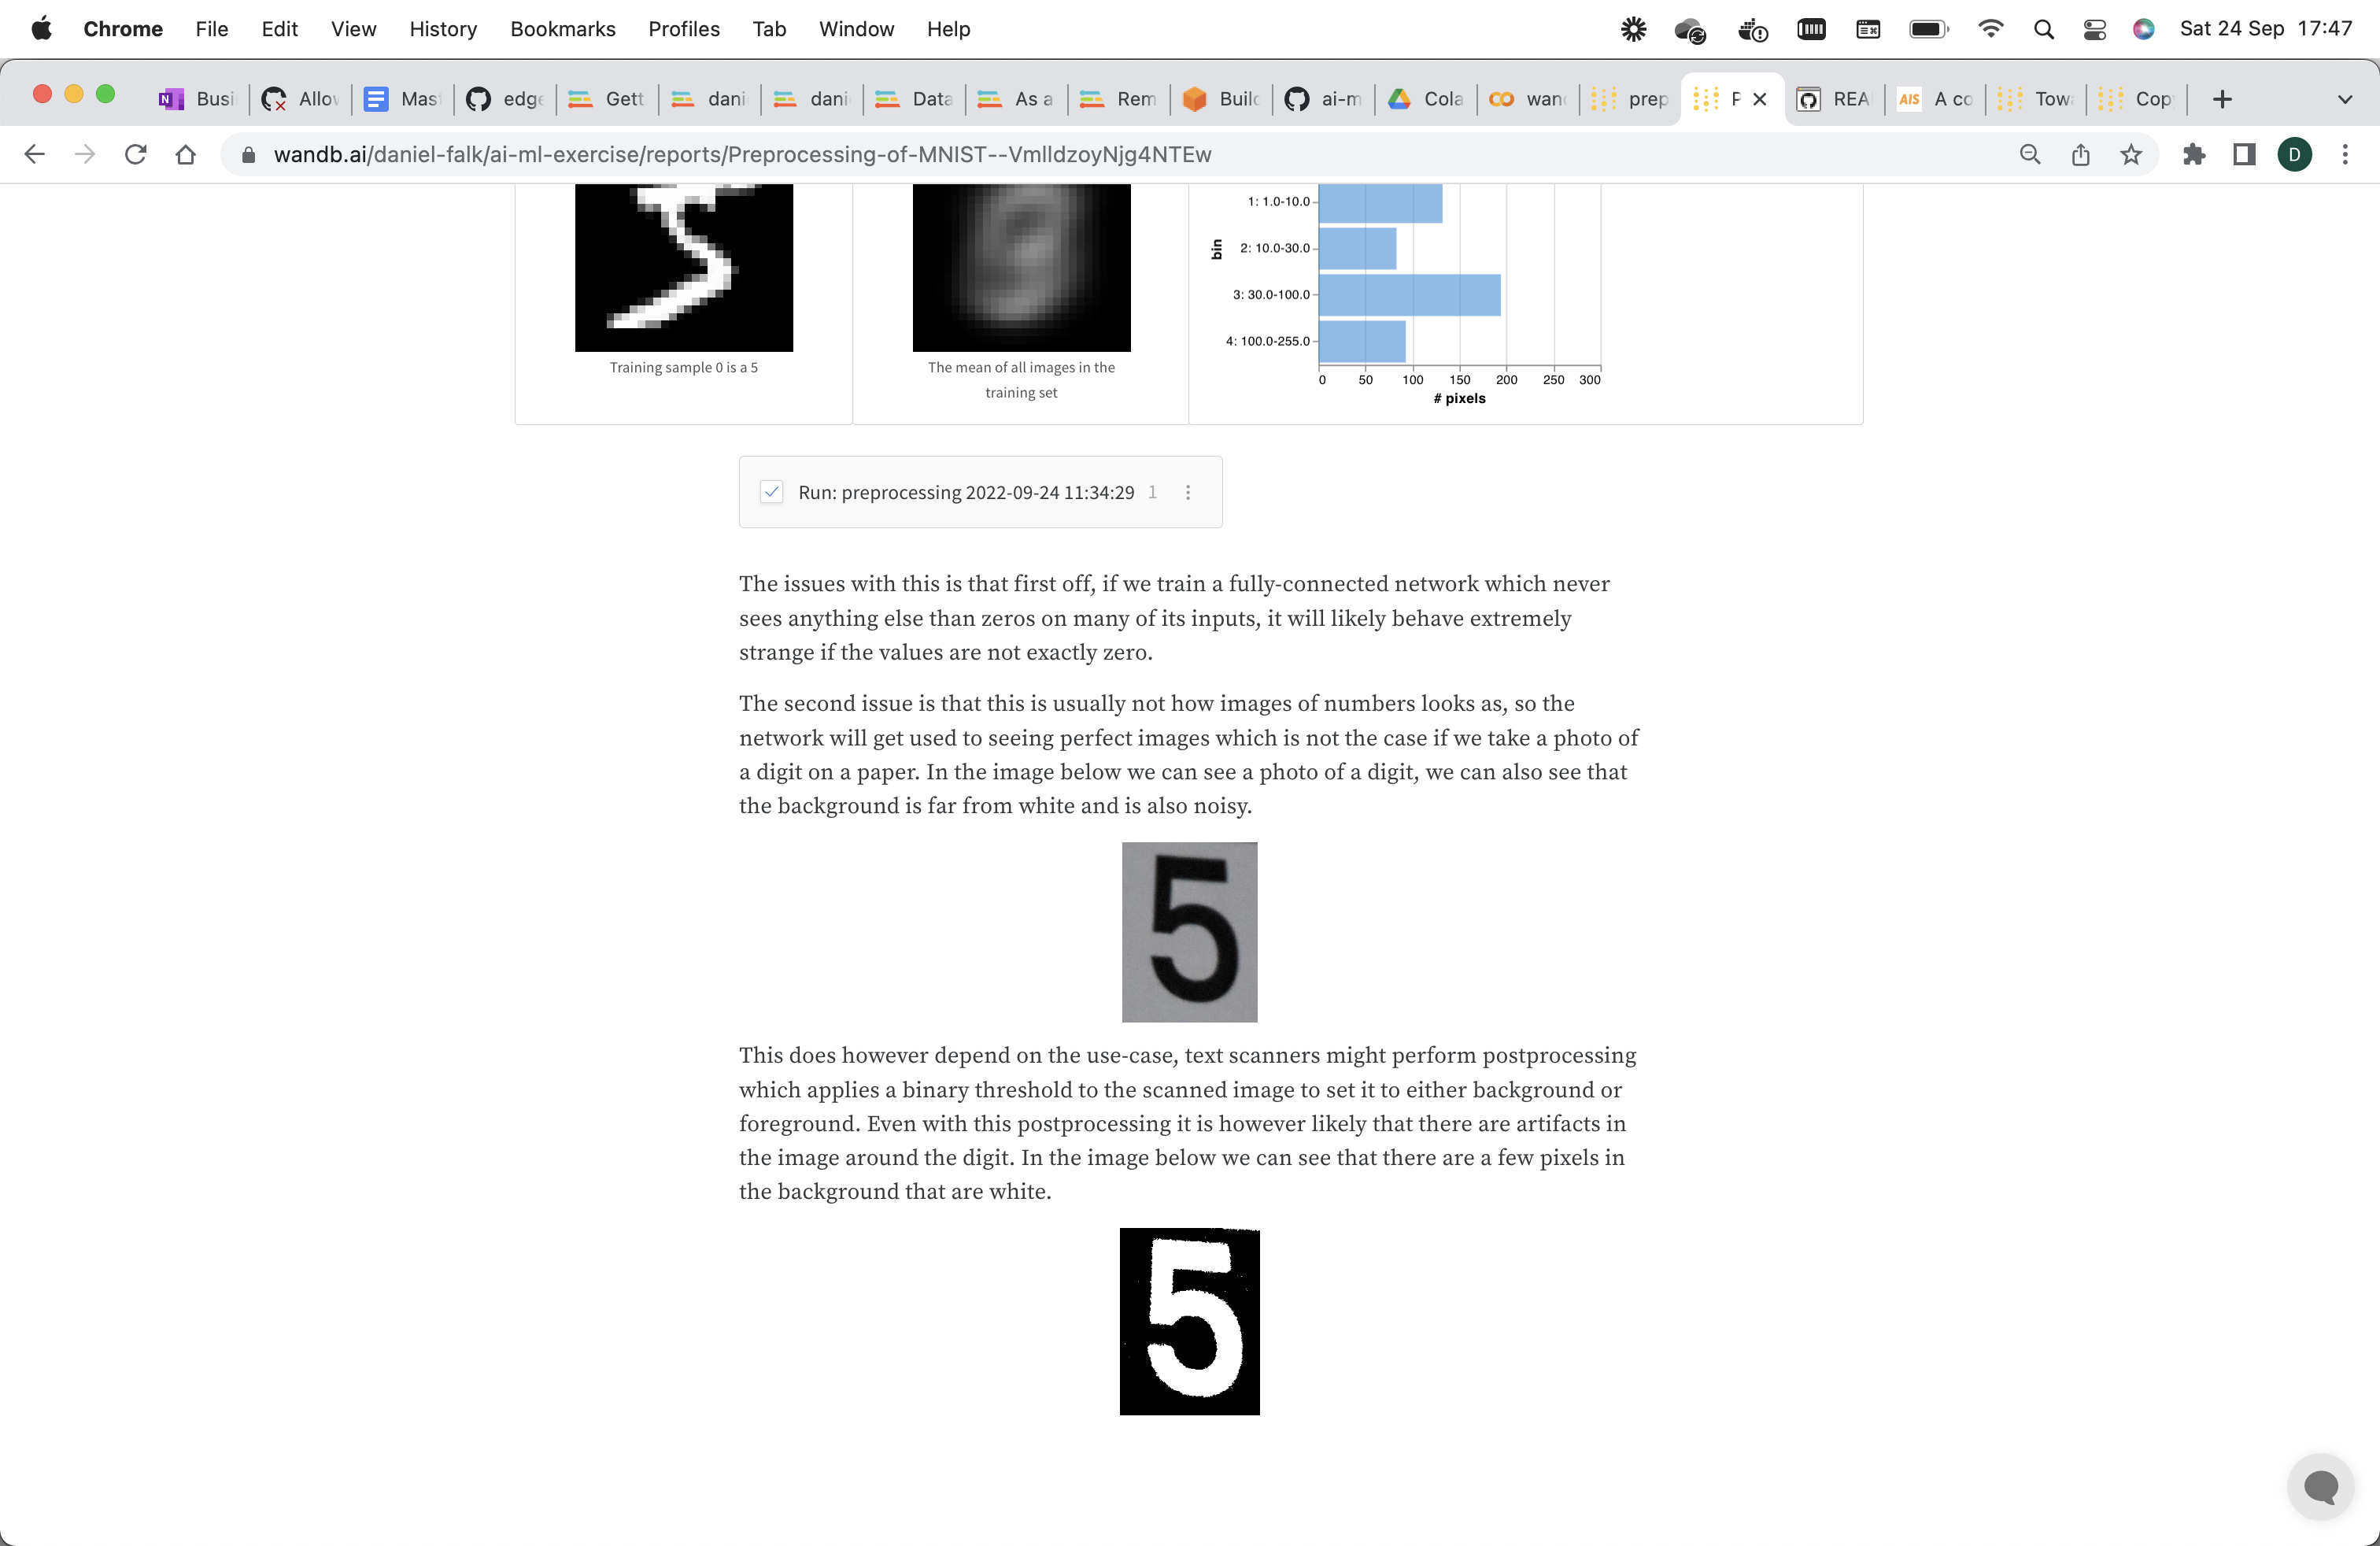 Chrome File Edit View History Bookmarks Profiles Tab Window Help Sat 24 Sep 17:47
Busi Allov Mast edge Gett dani dani Data As a Rem Build ai-m Cola wand prep P REA AIS A co Towa Cop
wandb.ai/daniel-falk/ai-ml-exercise/reports/Preprocessing-of-MNIST--VmlldzoyNjg4NTEw D
Training sample 0 is a 5
The mean of all images in the
training set
bin
1: 1.0-10.0
2: 10.0-30.0
3: 30.0-100.0
4: 100.0-255.0
0 50 100 150 200 250 300
# pixels
Run: preprocessing 2022-09-24 11:34:29 1
The issues with this is that first off, if we train a fully-connected network which never
sees anything else than zeros on many of its inputs, it will likely behave extremely
strange if the values are not exactly zero.
The second issue is that this is usually not how images of numbers looks as, so the
network will get used to seeing perfect images which is not the case if we take a photo of
a digit on a paper. In the image below we can see a photo of a digit, we can also see that
the background is far from white and is also noisy.
5
This does however depend on the use-case, text scanners might perform postprocessing
which applies a binary threshold to the scanned image to set it to either background or
foreground. Even with this postprocessing it is however likely that there are artifacts in
the image around the digit. In the image below we can see that there are a few pixels in
the background that are white.
5